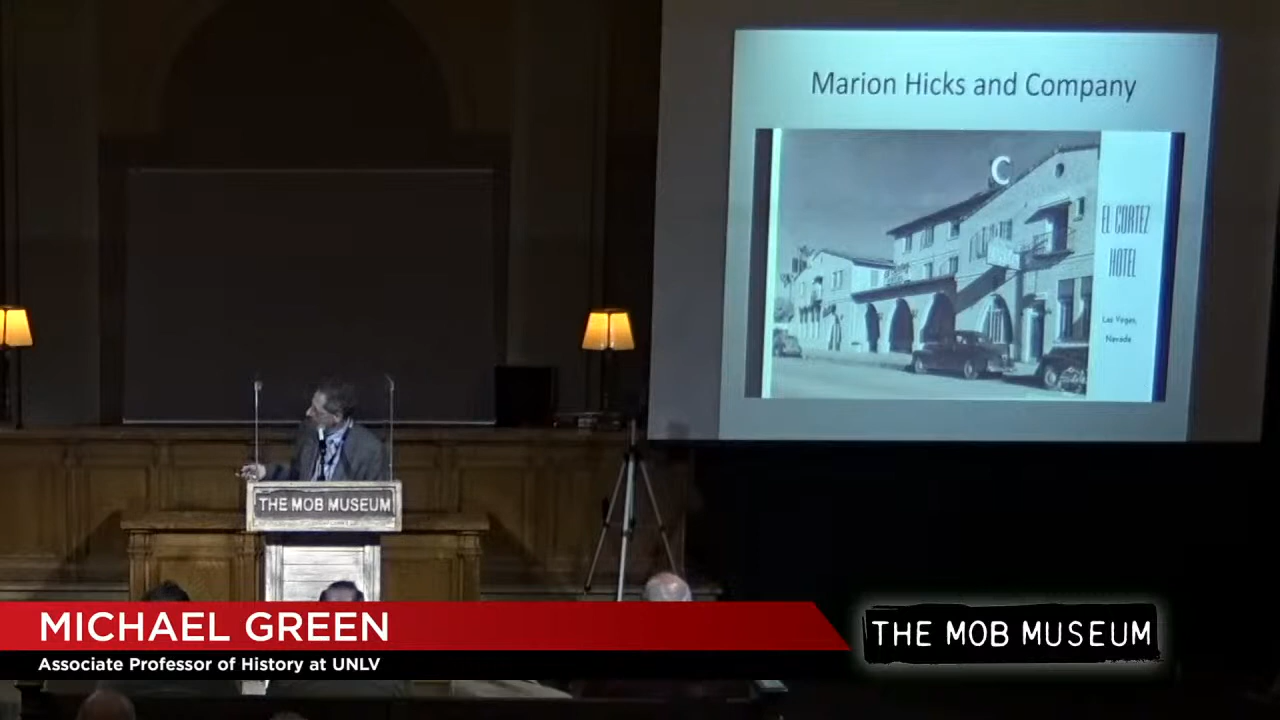 Marion Hicks and Company
C
EL CORTEZ
HOTEL
Las Vegas,
Nevada
THE MOB MUSEUM
MICHAEL GREEN
Associate Professor of History at UNLV
THE MOB MUSEUM